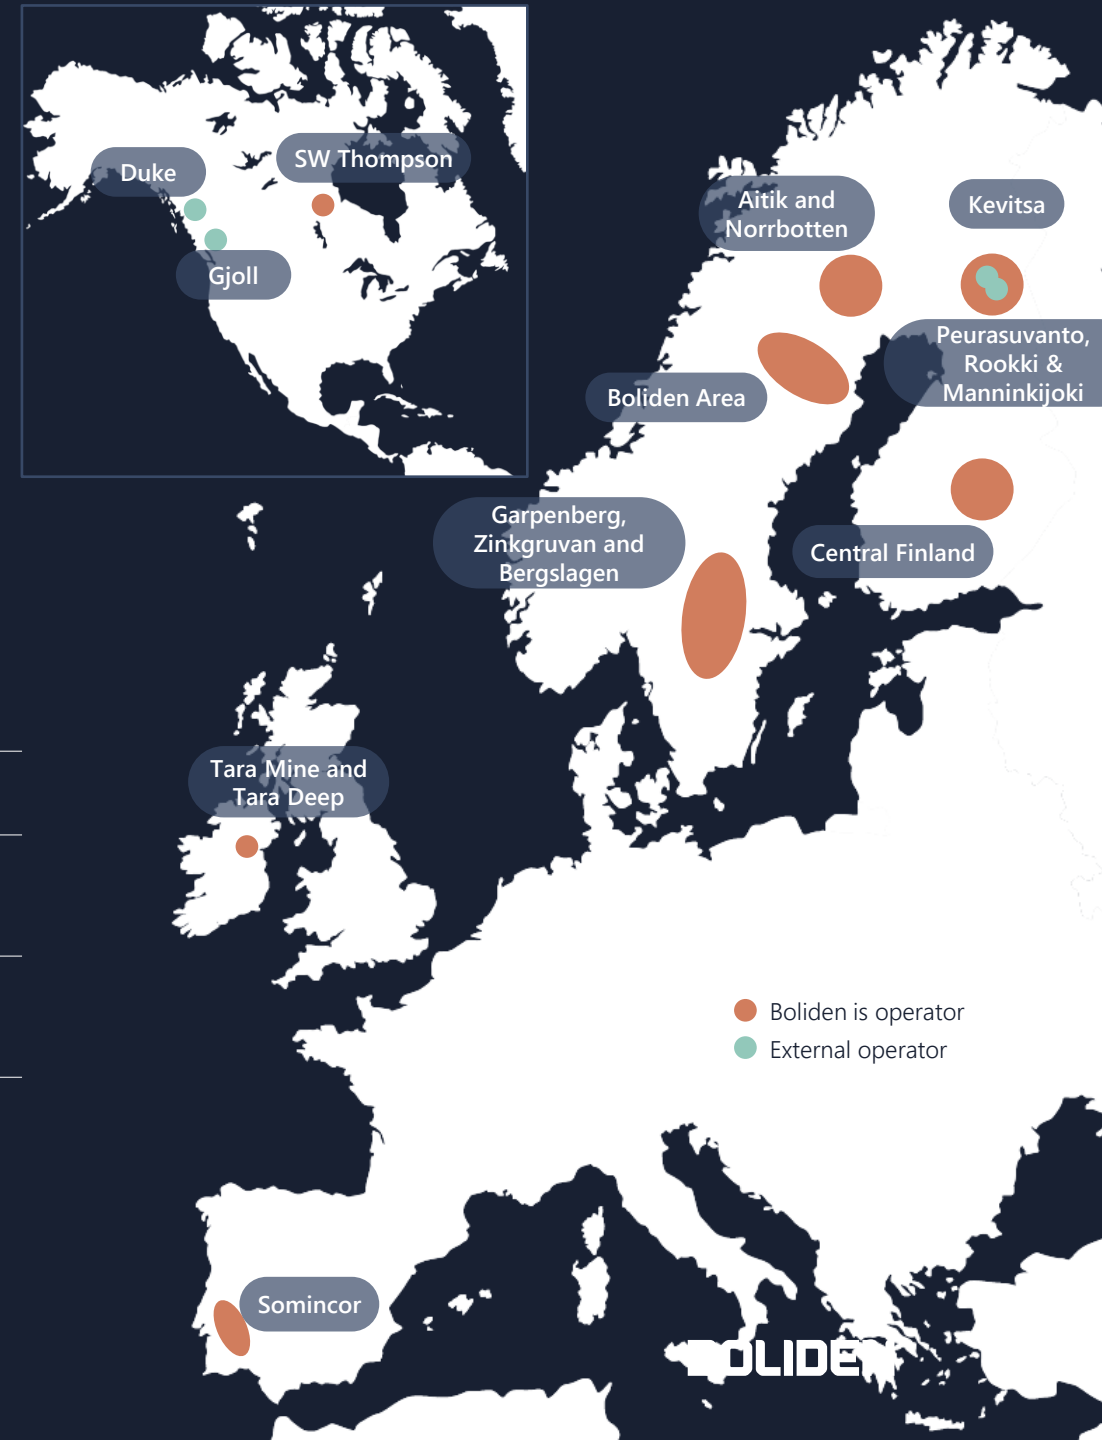 Duke
SW Thompson
Gjoll
Aitik and
Norrbotten
Kevitsa
Peurasuvanto,
Rookki &
Manninkijoki
Boliden Area
Garpenberg,
Zinkgruvan and
Bergslagen
Central Finland
Tara Mine and
Tara Deep
Boliden is operator
External operator
Somincor
BOLIDEN